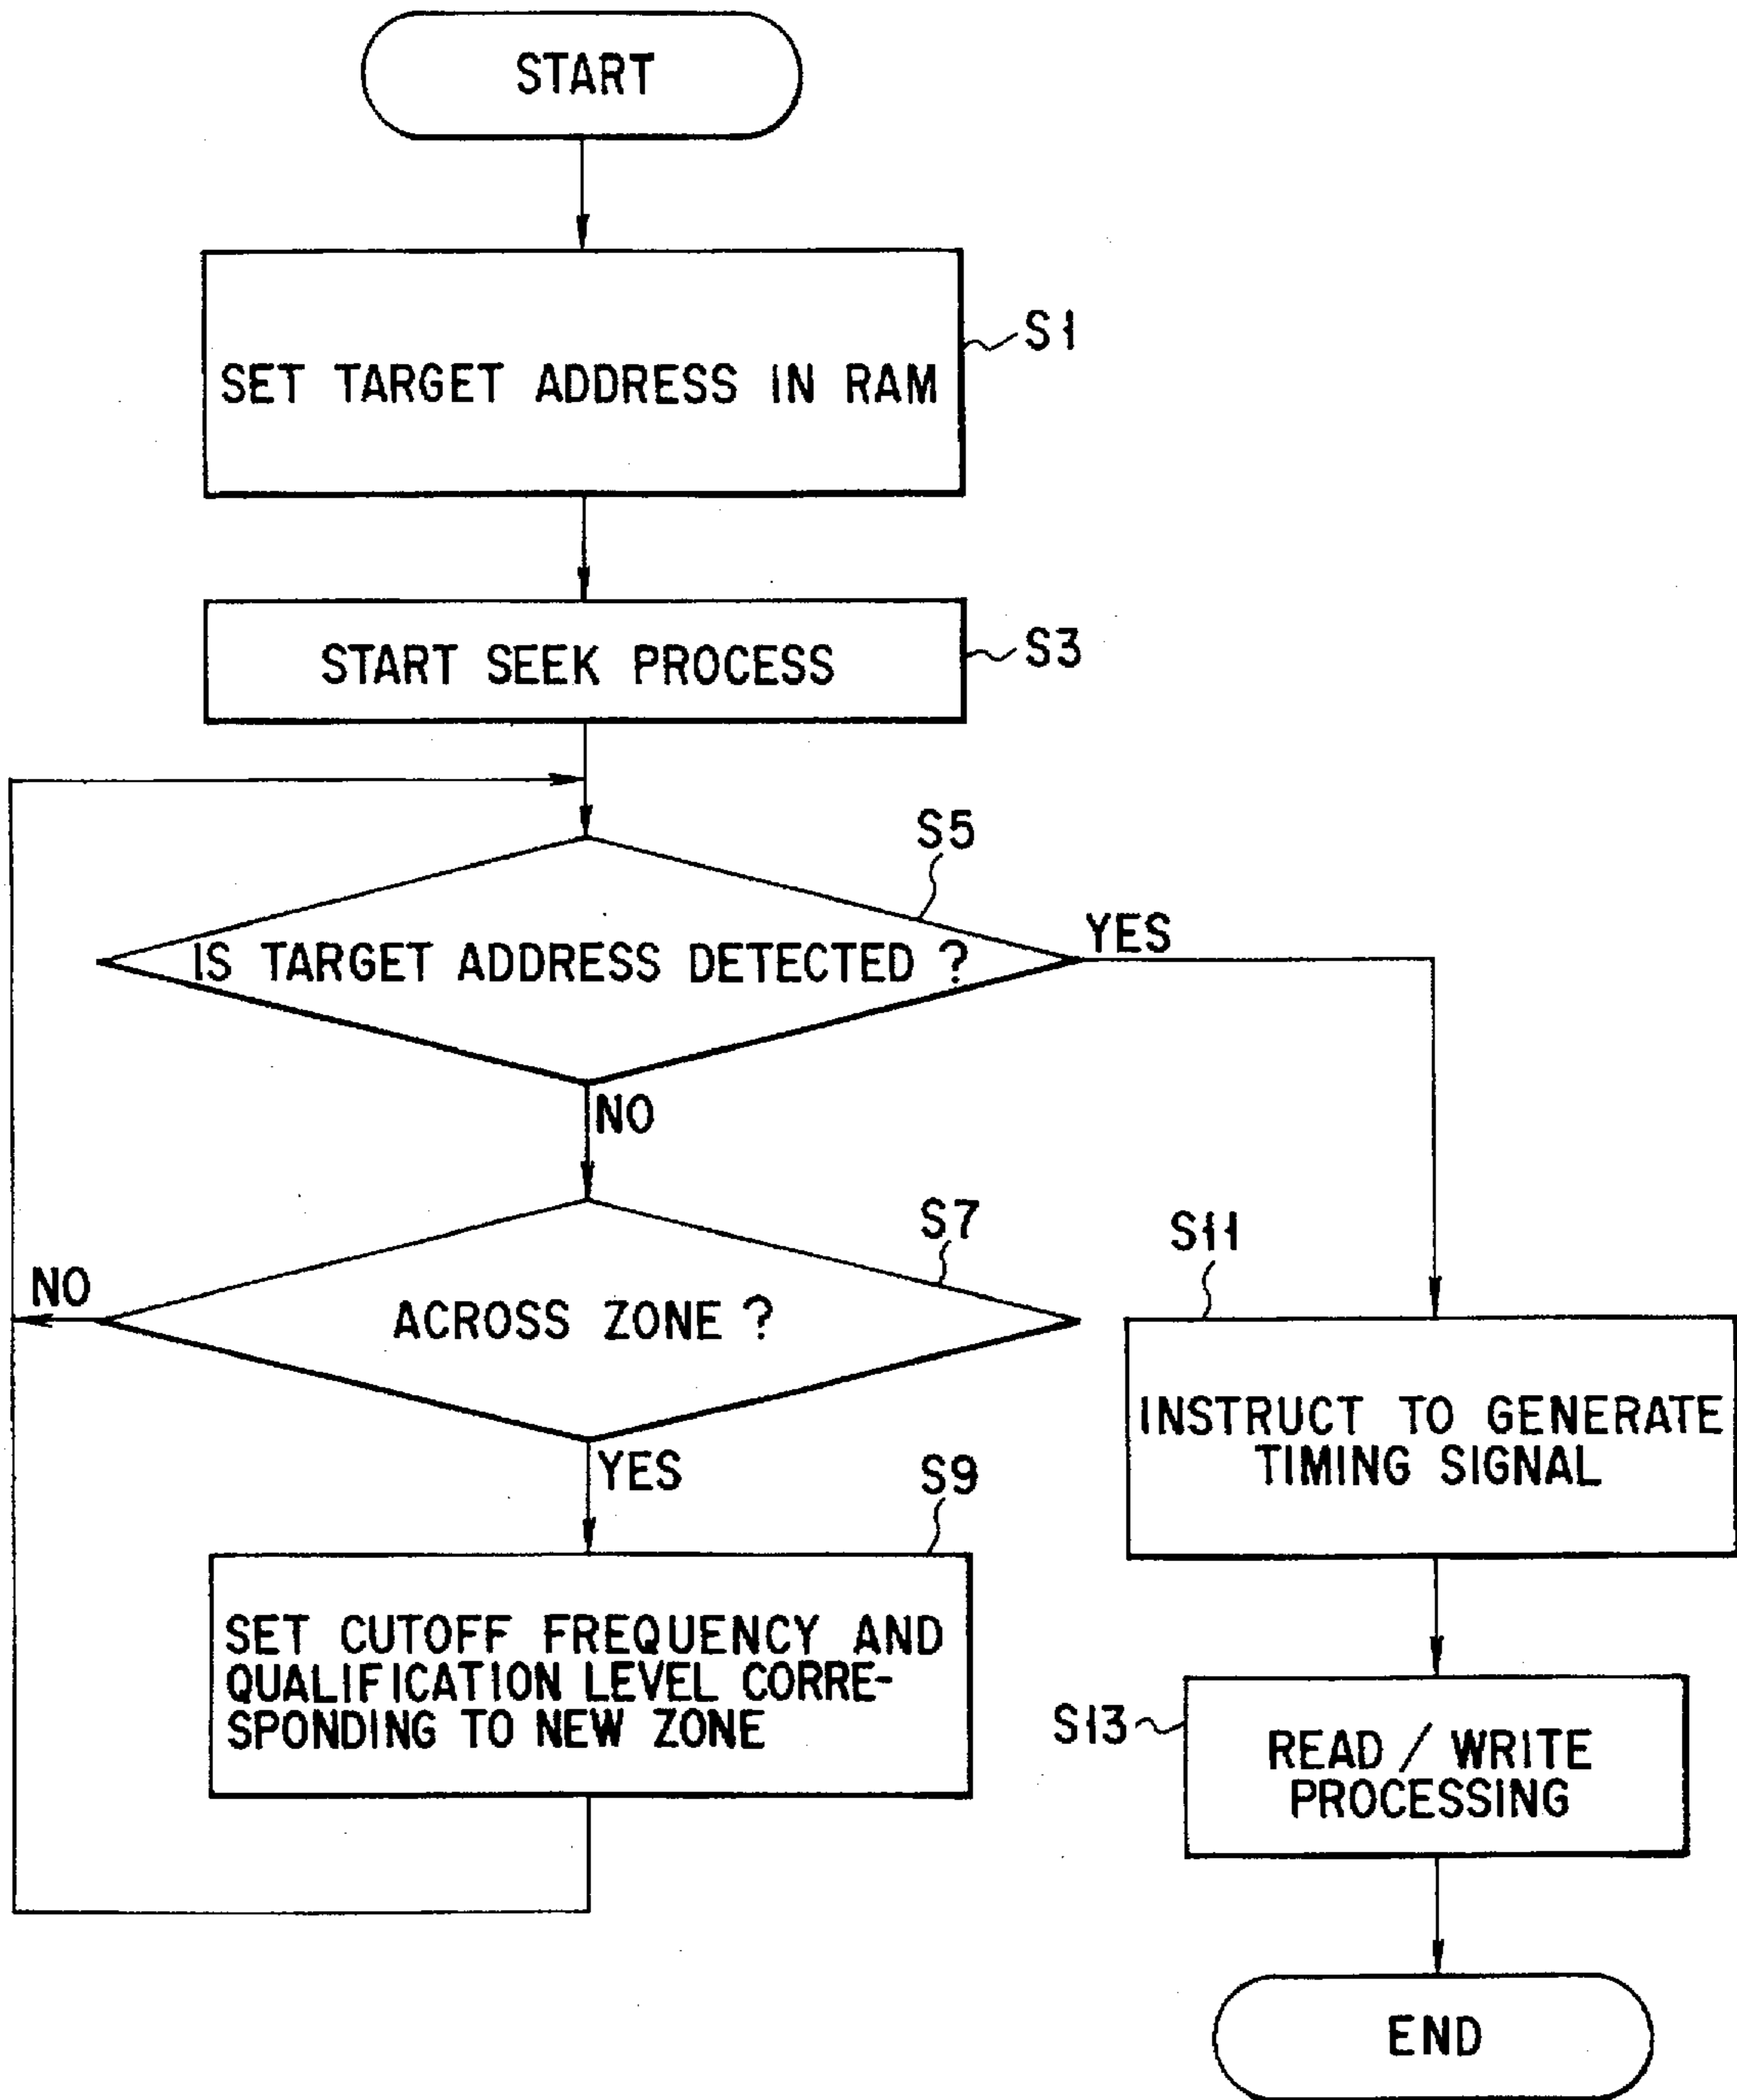 START
SET TARGET ADDRESS IN RAM
S1
START SEEK PROCESS
S3
S5
IS TARGET ADDRESS DETECTED ?
YES
NO
S7
ACROSS ZONE ?
NO
YES
S9
SET CUTOFF FREQUENCY AND
QUALIFICATION LEVEL CORRE-
SPONDING TO NEW ZONE
S11
INSTRUCT TO GENERATE
TIMING SIGNAL
S13
READ / WRITE
PROCESSING
END